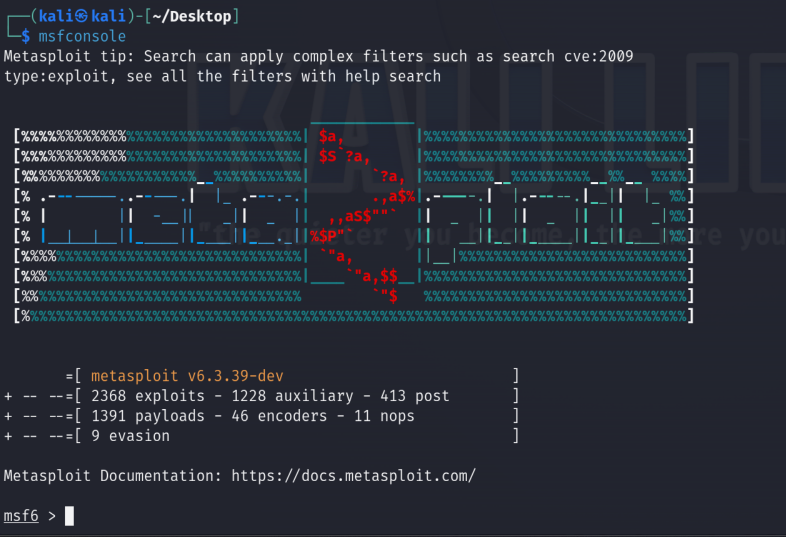 ┌──(kali㉿kali)-[~/Desktop]
└─$ msfconsole
Metasploit tip: Search can apply complex filters such as search cve:2009
type:exploit, see all the filters with help search
=[ metasploit v6.3.39-dev ]
+ -- --=[ 2368 exploits - 1228 auxiliary - 413 post ]
+ -- --=[ 1391 payloads - 46 encoders - 11 nops ]
+ -- --=[ 9 evasion ]
Metasploit Documentation: https://docs.metasploit.com/
msf6 >